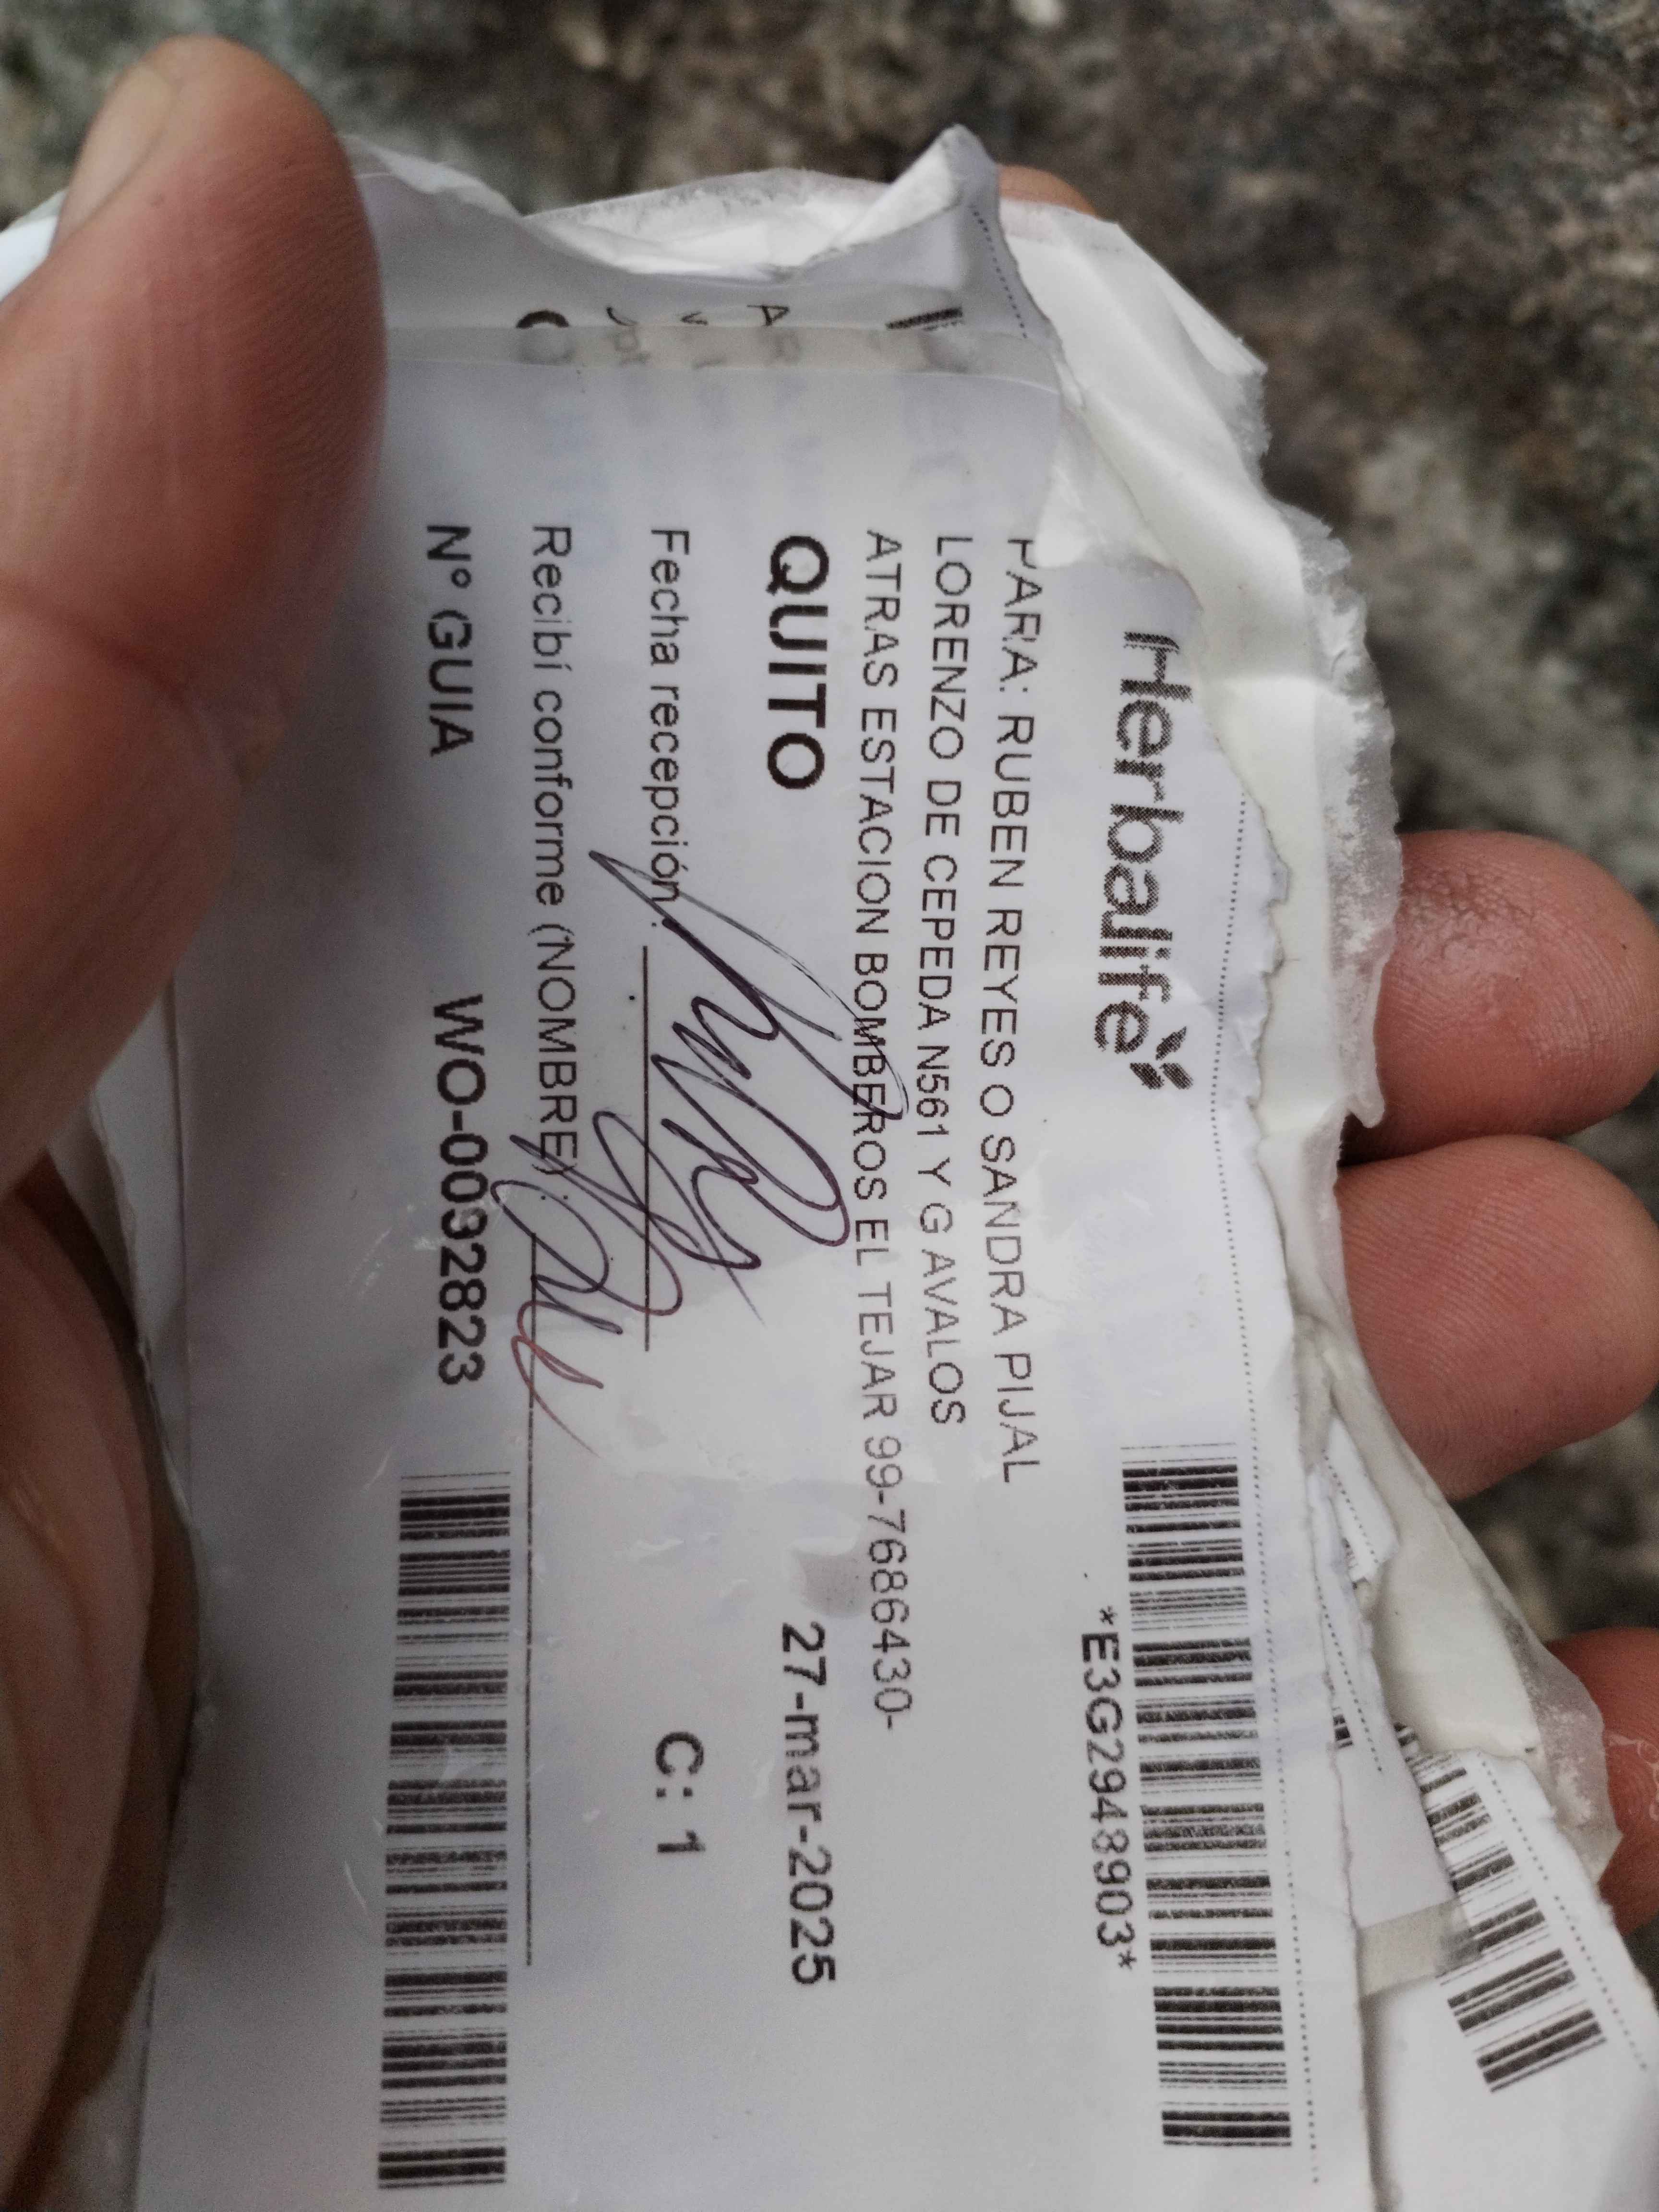 Herbalife
*E3G2948903*
PARA: RUBEN REYES O SANDRA PIJAL
LORENZO DE CEPEDA N561 Y G AVALOS
ATRAS ESTACION BOMBEROS EL TEJAR 99-7686430-
QUITO 27-mar-2025
Fecha recepción: C: 1
Recibí conforme (NOMBRE):
N° GUIA WO-0092823